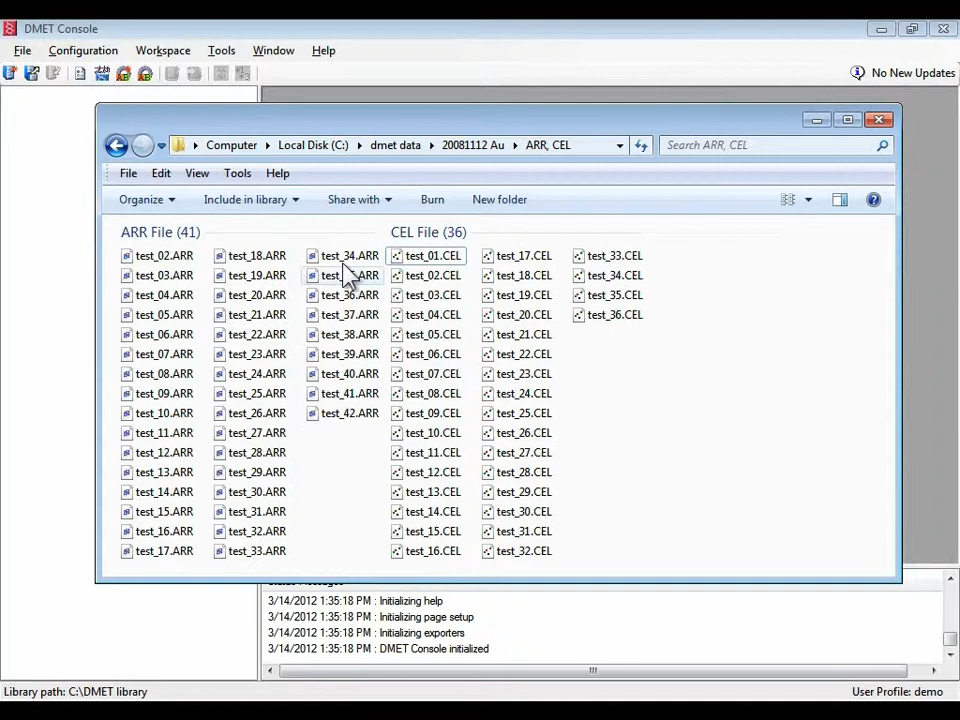 DMET Console
File Configuration Workspace Tools Window Help
No New Updates
Computer Local Disk (C:) dmet data 20081112 Au ARR, CEL Search ARR, CEL
File Edit View Tools Help
Organize Include in library Share with Burn New folder
ARR File (41) CEL File (36)
test_02.ARR test_18.ARR test_34.ARR test_01.CEL test_17.CEL test_33.CEL
test_03.ARR test_19.ARR test_ .ARR test_02.CEL test_18.CEL test_34.CEL
test_04.ARR test_20.ARR test_36.ARR test_03.CEL test_19.CEL test_35.CEL
test_05.ARR test_21.ARR test_37.ARR test_04.CEL test_20.CEL test_36.CEL
test_06.ARR test_22.ARR test_38.ARR test_05.CEL test_21.CEL
test_07.ARR test_23.ARR test_39.ARR test_06.CEL test_22.CEL
test_08.ARR test_24.ARR test_40.ARR test_07.CEL test_23.CEL
test_09.ARR test_25.ARR test_41.ARR test_08.CEL test_24.CEL
test_10.ARR test_26.ARR test_42.ARR test_09.CEL test_25.CEL
test_11.ARR test_27.ARR test_10.CEL test_26.CEL
test_12.ARR test_28.ARR test_11.CEL test_27.CEL
test_13.ARR test_29.ARR test_12.CEL test_28.CEL
test_14.ARR test_30.ARR test_13.CEL test_29.CEL
test_15.ARR test_31.ARR test_14.CEL test_30.CEL
test_16.ARR test_32.ARR test_15.CEL test_31.CEL
test_17.ARR test_33.ARR test_16.CEL test_32.CEL
3/14/2012 1:35:18 PM : Initializing help
3/14/2012 1:35:18 PM : Initializing page setup
3/14/2012 1:35:18 PM : Initializing exporters
3/14/2012 1:35:18 PM : DMET Console initialized
Library path: C:\DMET library User Profile: demo